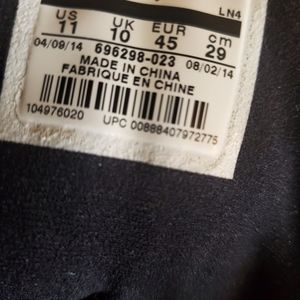 LN4
US UK EUR cm
11 10 45 29
04/09/14 696298-023 08/02/14
MADE IN CHINA
FABRIQUE EN CHINE
104976020 UPC 00888407972775